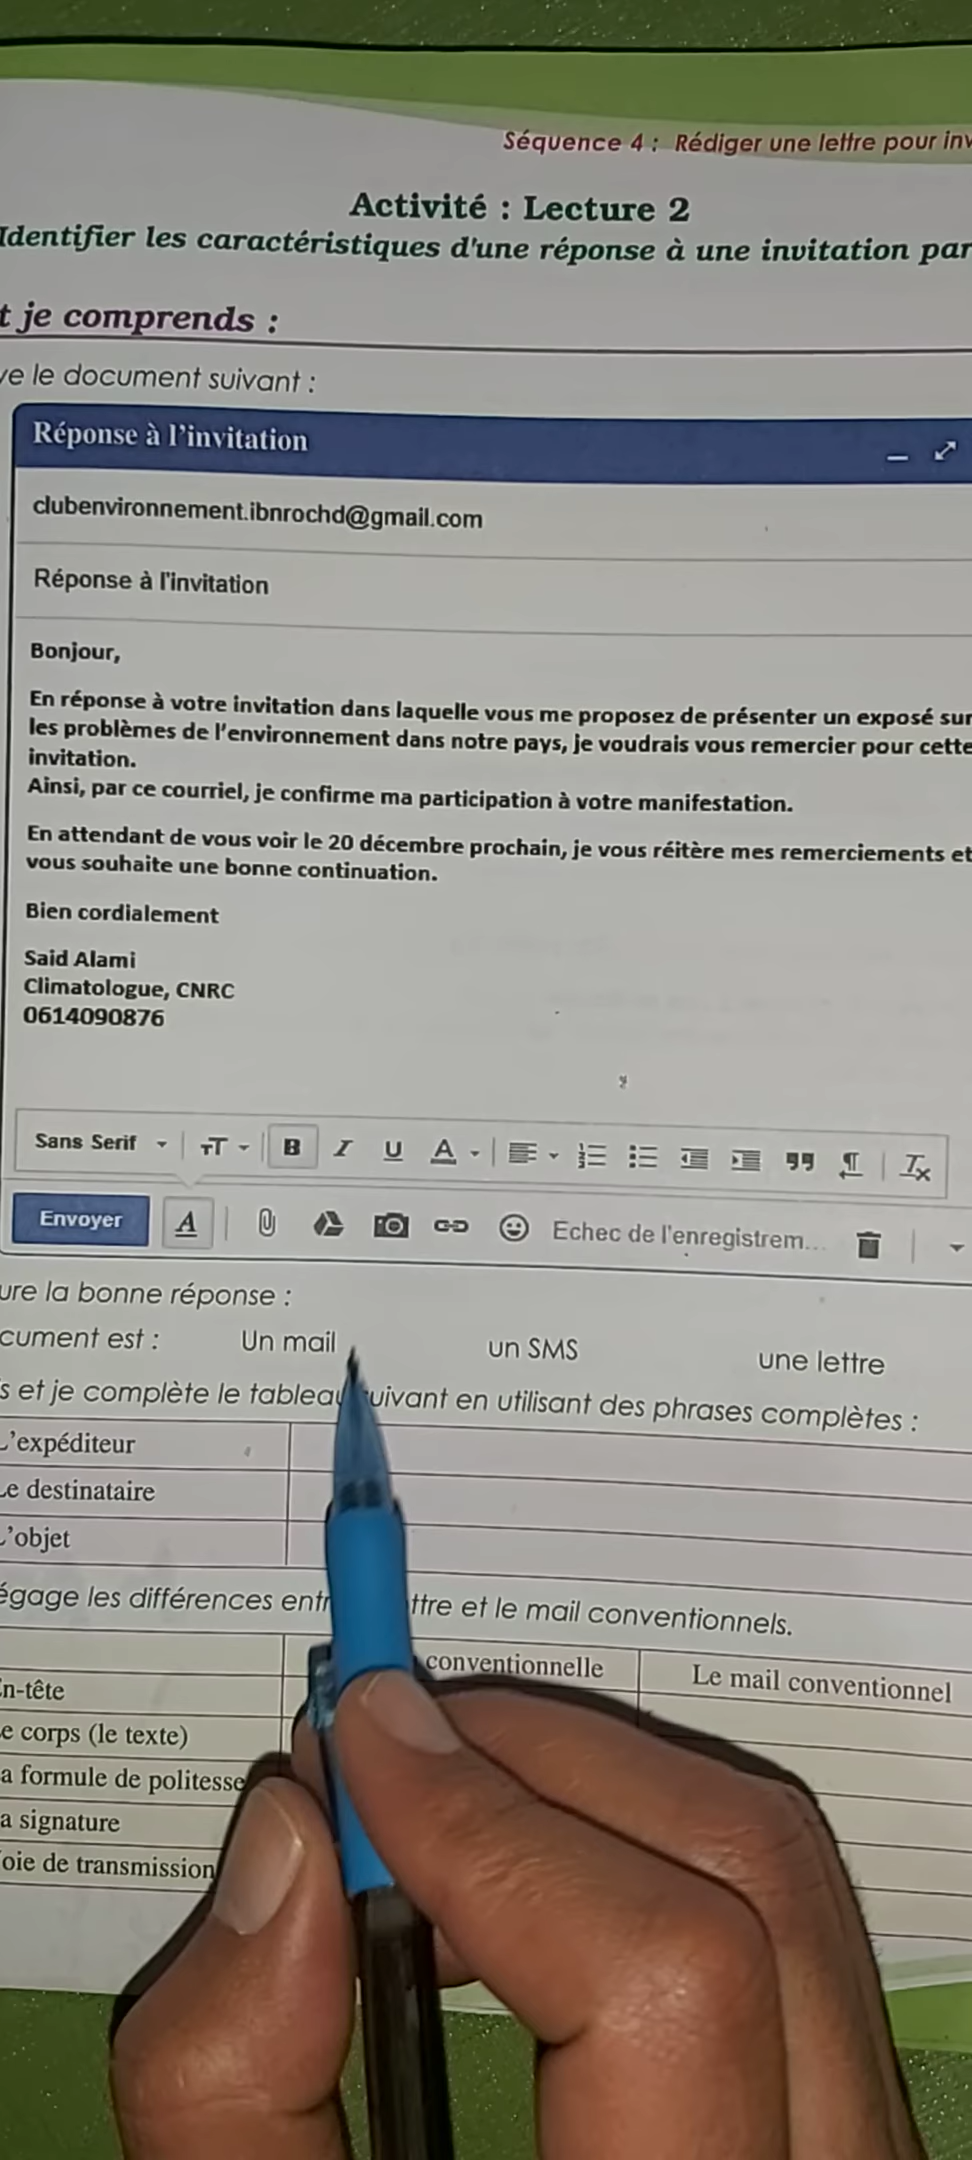 Séquence 4 : Rédiger une lettre pour
Activité : Lecture 2
Identifier les caractéristiques d'une réponse à une invitation par
je comprends :
le document suivant :
Réponse à l'invitation
clubenvironnement.ibnrochd@gmail.com
Réponse à l'invitation
Bonjour,
En réponse à votre invitation dans laquelle vous me proposez de présenter un exposé sur
les problèmes de l'environnement dans notre pays, je voudrais vous remercier pour cette
invitation.
Ainsi, par ce courriel, je confirme ma participation à votre manifestation.
En attendant de vous voir le 20 décembre prochain, je vous réitère mes remerciements et
vous souhaite une bonne continuation.
Bien cordialement
Said Alami
Climatologue, CNRC
0614090876
Sans Serif TT B I U A Tx
Envoyer A Echec de l'enregistrem...
la bonne réponse :
est : Un mail un SMS une lettre
et je complète le tableau suivant en utilisant des phrases complètes :
L'expéditeur
Le destinataire
L'objet
les différences et le mail conventionnels.
conventionnelle Le mail conventionnel
En-tête
corps (le texte)
formule de politesse
signature
de transmission